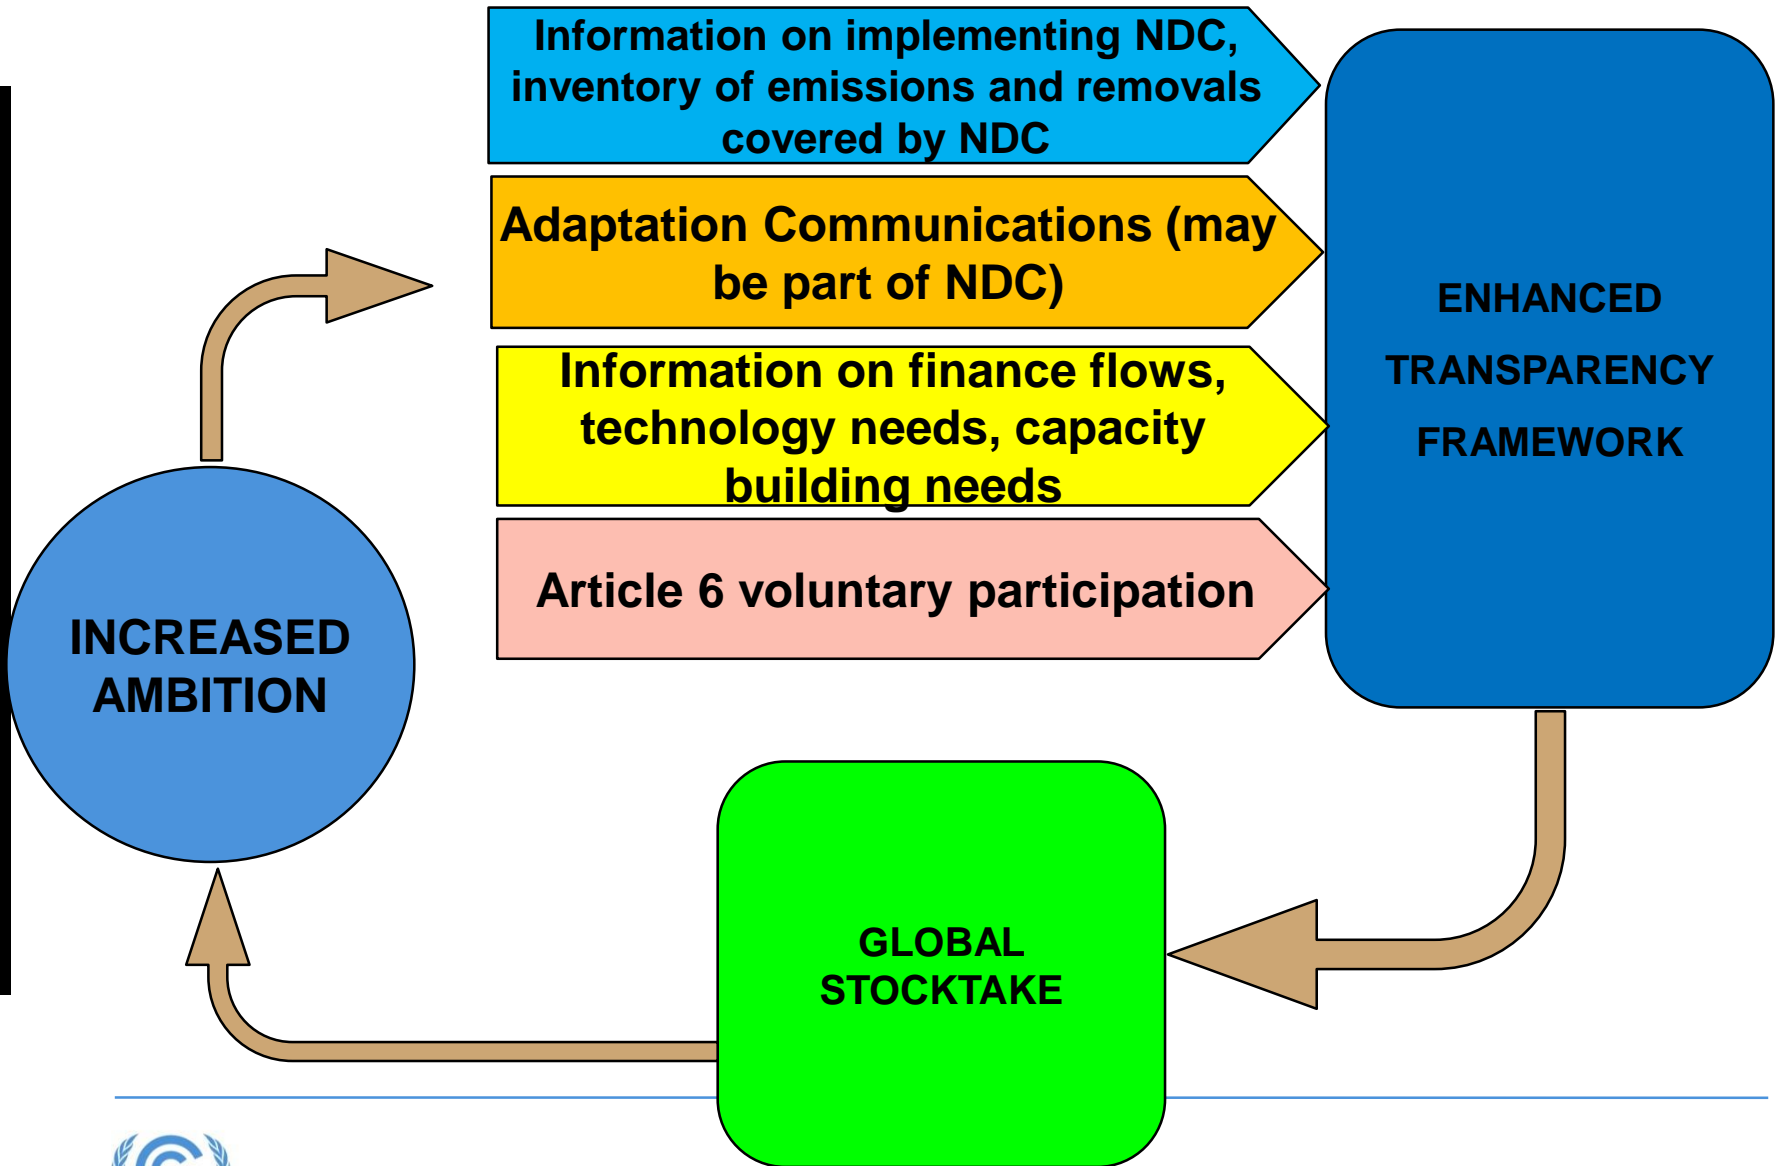 Information on implementing NDC,
inventory of emissions and removals
covered by NDC
Adaptation Communications (may
be part of NDC)
Information on finance flows,
technology needs, capacity
building needs
Article 6 voluntary participation
ENHANCED
TRANSPARENCY
FRAMEWORK
INCREASED
AMBITION
GLOBAL
STOCKTAKE